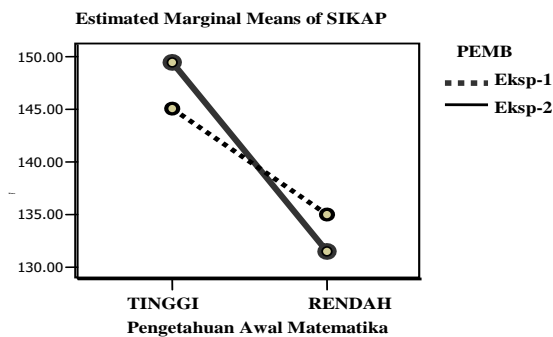 Estimated Marginal Means of SIKAP
PEMB
Eksp-1
Eksp-2
150.00
145.00
140.00
135.00
130.00
TINGGI RENDAH
Pengetahuan Awal Matematika